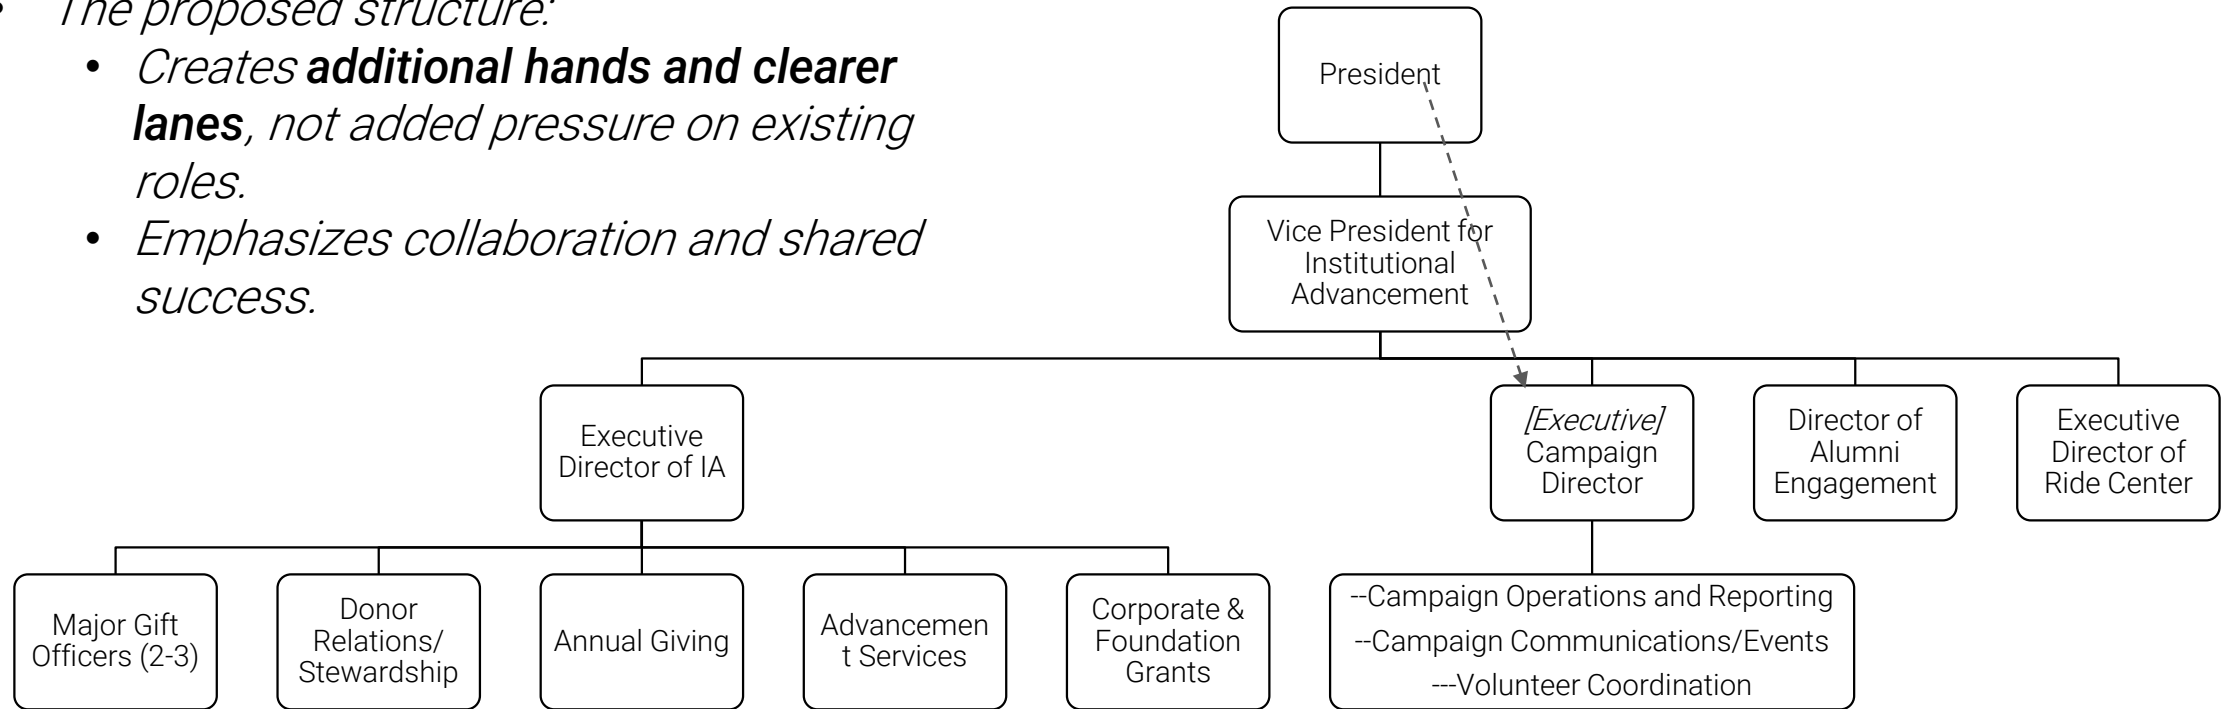 • The proposed structure:
• Creates additional hands and clearer
lanes, not added pressure on existing
roles.
• Emphasizes collaboration and shared
success.
President
Vice President for
Institutional
Advancement
Executive
Director of IA
[Executive]
Campaign
Director
Director of
Alumni
Engagement
Executive
Director of
Ride Center
Major Gift
Officers (2-3)
Donor
Relations/
Stewardship
Annual Giving
Advancemen
t Services
Corporate &
Foundation
Grants
--Campaign Operations and Reporting
--Campaign Communications/Events
---Volunteer Coordination